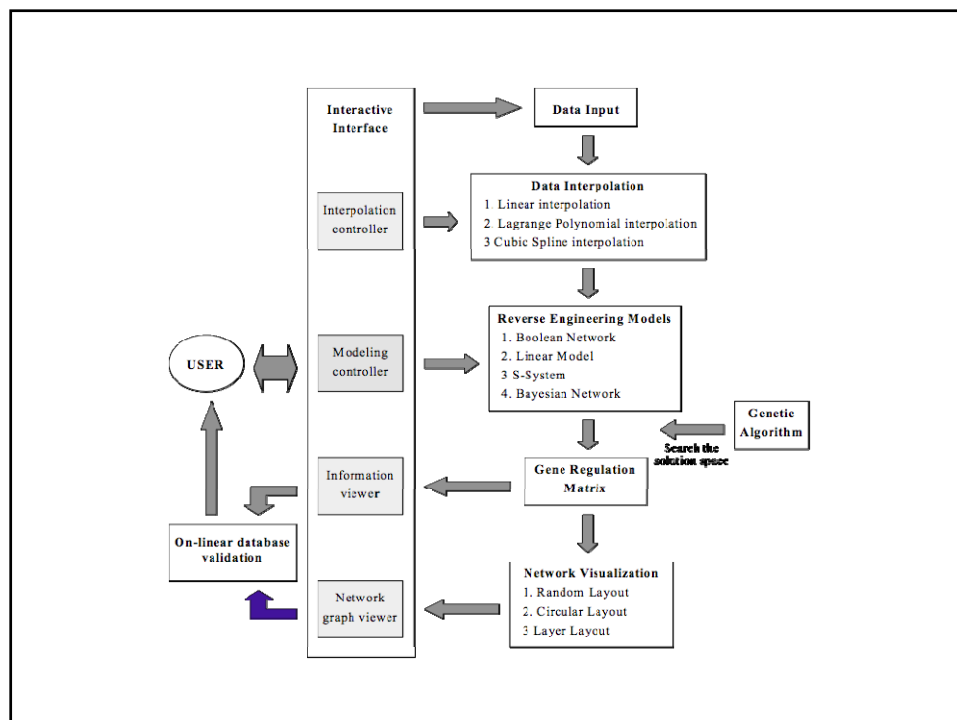 Interactive
Interface
Data Input
Data Interpolation
1. Linear interpolation
2. Lagrange Polynomial interpolation
3 Cubic Spline interpolation
Interpolation
controller
Reverse Engineering Models
1. Boolean Network
2. Linear Model
3 S-System
4. Bayesian Network
USER
Modeling
controller
Genetic
Algorithm
Search the
solution space
Gene Regulation
Matrix
Information
viewer
On-linear database
validation
Network Visualization
1. Random Layout
2. Circular Layout
3 Layer Layout
Network
graph viewer